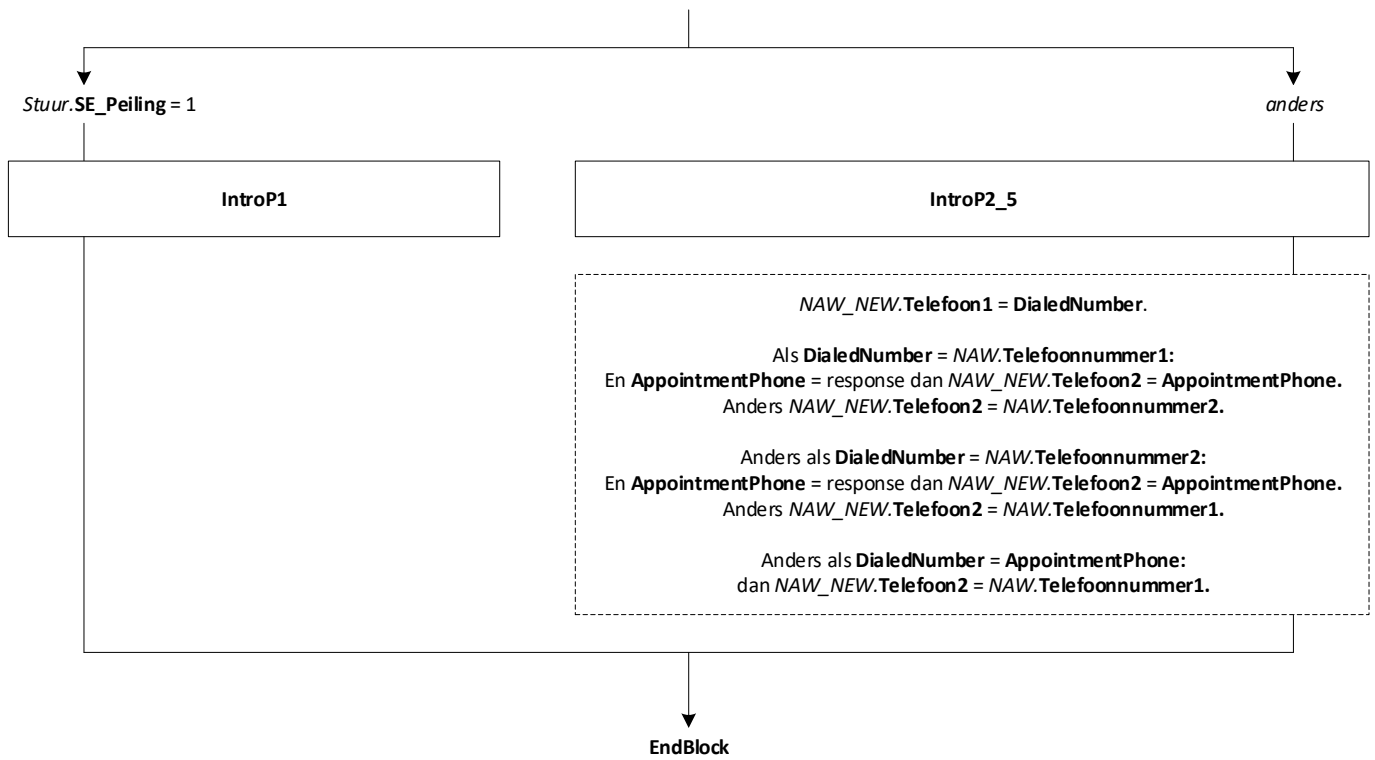 Stuur.SE_Peiling = 1
anders
IntroP1
IntroP2_5
NAW_NEW.Telefoon1 = DialedNumber.
Als DialedNumber = NAW.Telefoonnummer1:
En AppointmentPhone = response dan NAW_NEW.Telefoon2 = AppointmentPhone.
Anders NAW_NEW.Telefoon2 = NAW.Telefoonnummer2.
Anders als DialedNumber = NAW.Telefoonnummer2:
En AppointmentPhone = response dan NAW_NEW.Telefoon2 = AppointmentPhone.
Anders NAW_NEW.Telefoon2 = NAW.Telefoonnummer1.
Anders als DialedNumber = AppointmentPhone:
dan NAW_NEW.Telefoon2 = NAW.Telefoonnummer1.
EndBlock